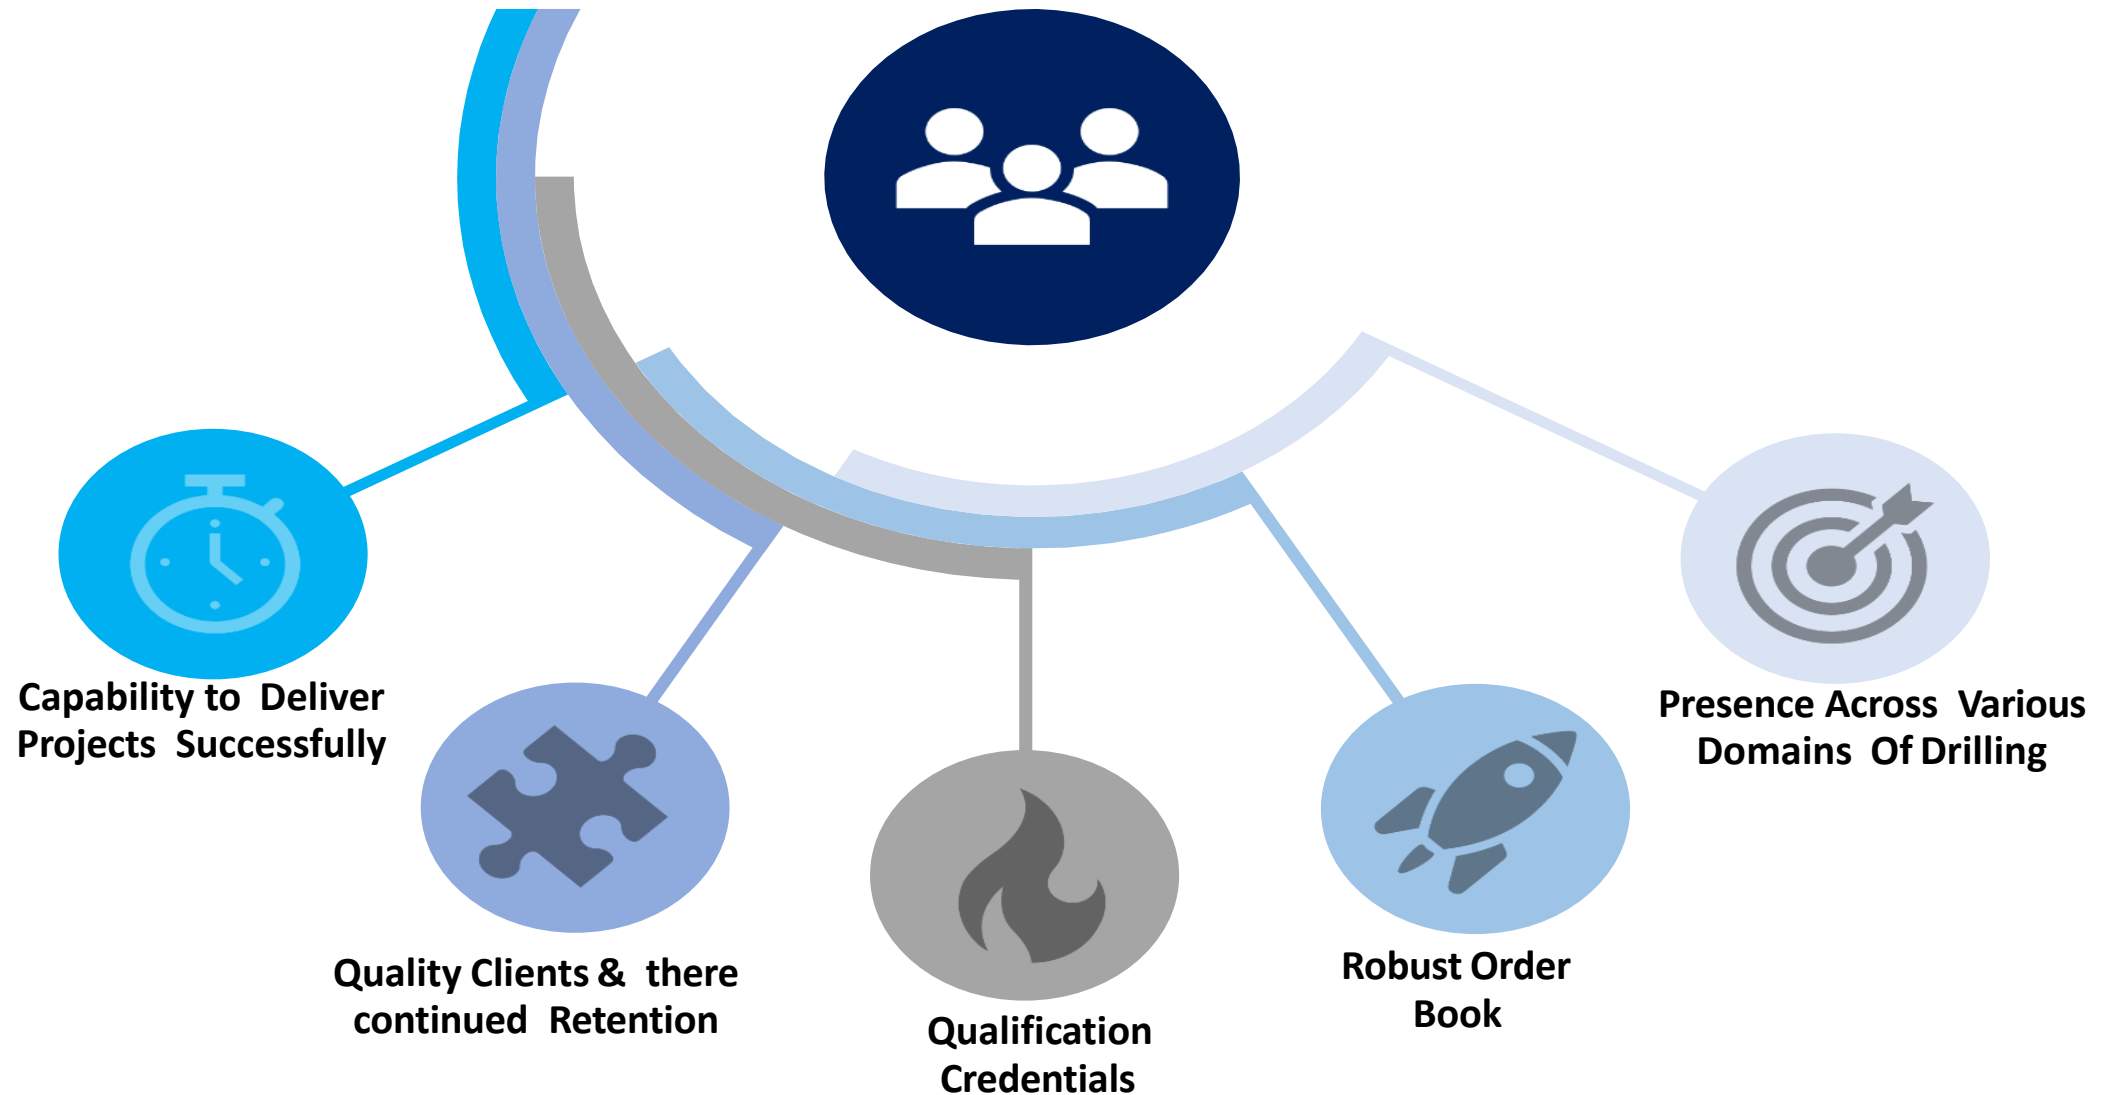 Capability to Deliver
Projects Successfully
Quality Clients & there
continued Retention
Qualification
Credentials
Robust Order
Book
Presence Across Various
Domains Of Drilling